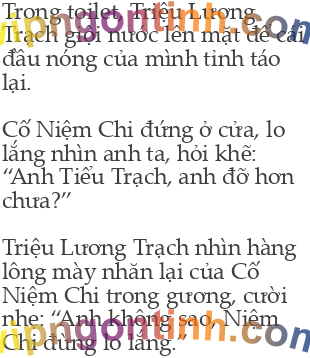 Trong toilet, Triệu Lương
Trạch giội nước lên mặt để cái
đầu nóng của mình tỉnh táo
lại.
Cố Niệm Chi đứng ở cửa, lo
lắng nhìn anh ta, hỏi khẽ:
“Anh Tiểu Trạch, anh đỡ hơn
chưa?”
Triệu Lương Trạch nhìn hàng
lông mày nhăn lại của Cố
Niệm Chi trong gương, cười
nhẹ: “Anh không sao, Niệm
Chi đừng lo lắng.”
vipngontinh.com
vipngontinh.com